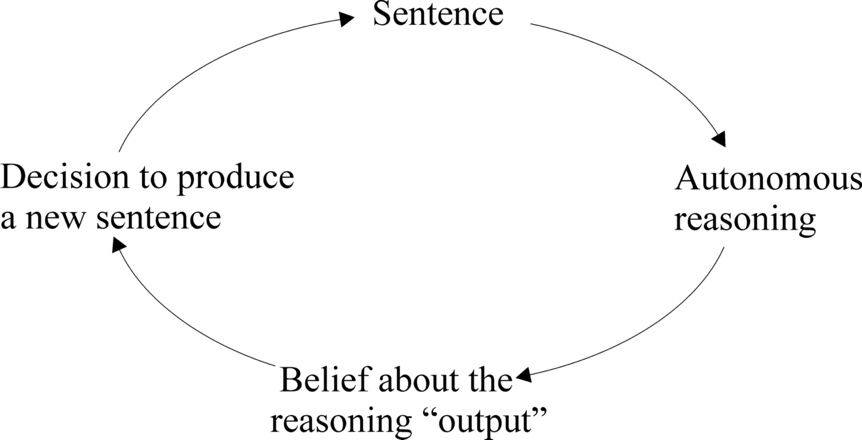 Sentence
Autonomous
reasoning
Belief about the
reasoning “output”
Decision to produce
a new sentence